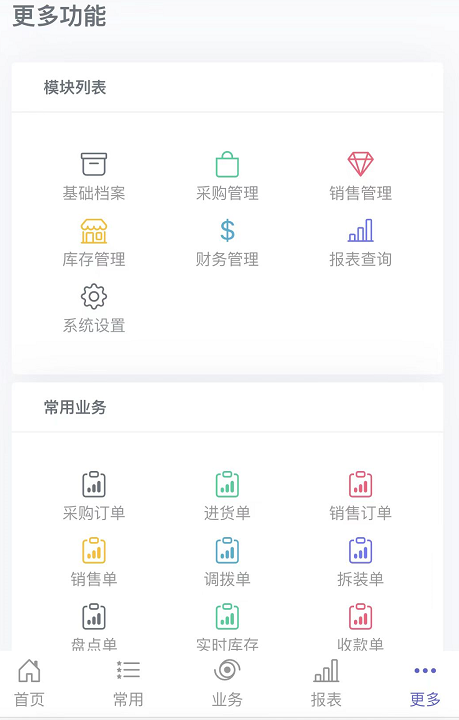 更多功能
模块列表
基础档案 采购管理 销售管理
库存管理 财务管理 报表查询
系统设置
常用业务
采购订单 进货单 销售订单
销售单 调拨单 拆装单
盘点单 实时库存 收款单
首页 常用 业务 报表 更多